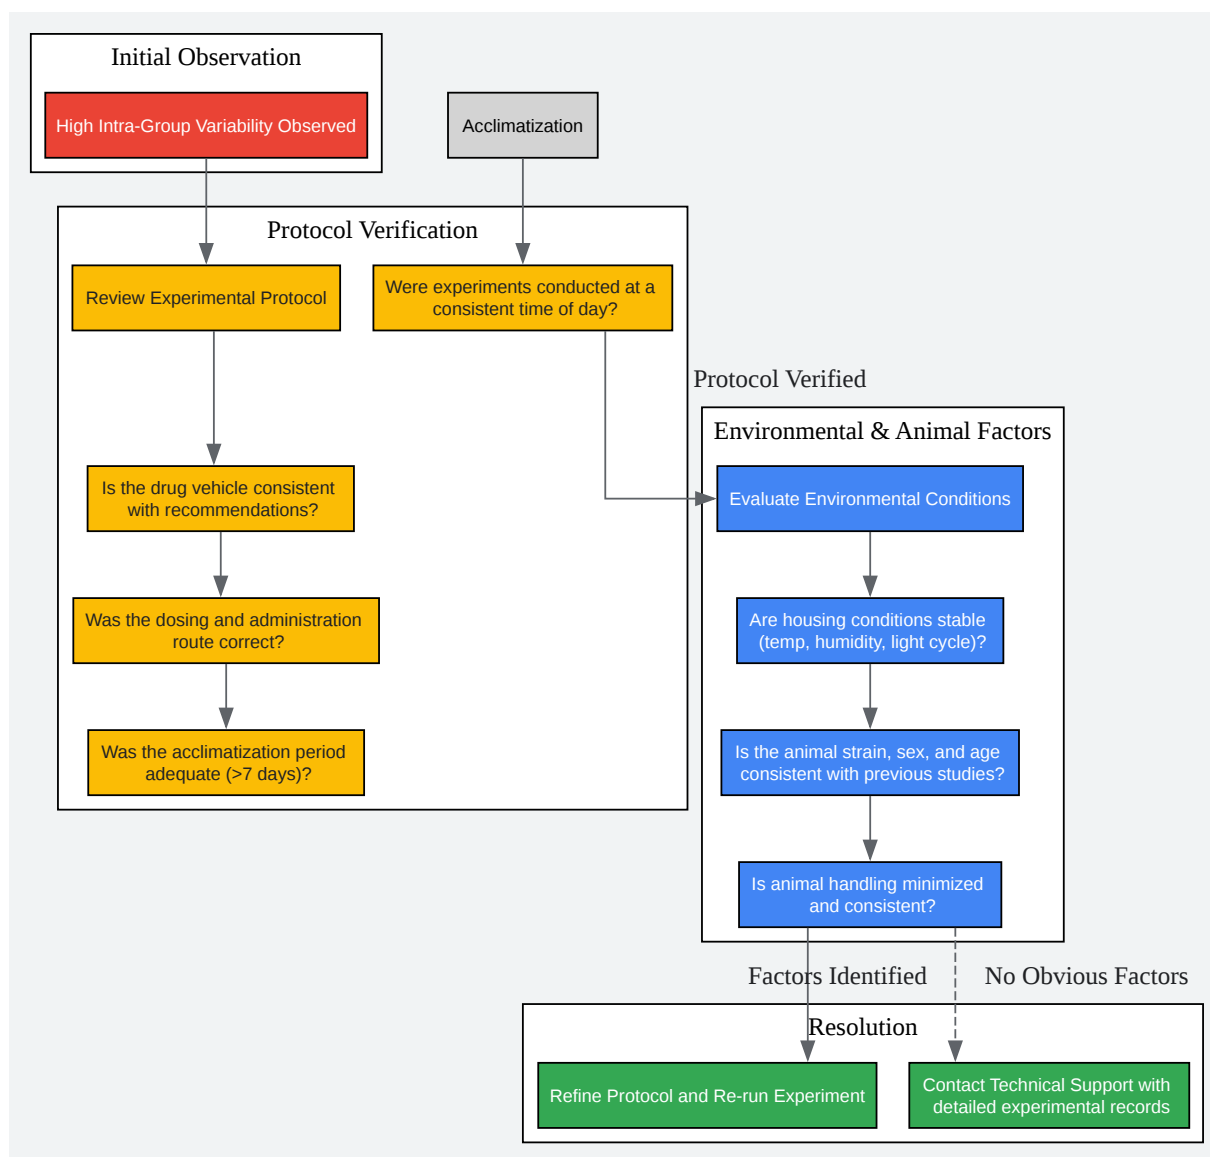 Initial Observation
High Intra-Group Variability Observed
Acclimatization
Protocol Verification
Review Experimental Protocol
Were experiments conducted at a
consistent time of day?
Protocol Verified
Is the drug vehicle consistent
with recommendations?
Was the dosing and administration
route correct?
Was the acclimatization period
adequate (>7 days)?
Environmental & Animal Factors
Evaluate Environmental Conditions
Are housing conditions stable
(temp, humidity, light cycle)?
Is the animal strain, sex, and age
consistent with previous studies?
Is animal handling minimized
and consistent?
Factors Identified
No Obvious Factors
Resolution
Refine Protocol and Re-run Experiment
Contact Technical Support with
detailed experimental records